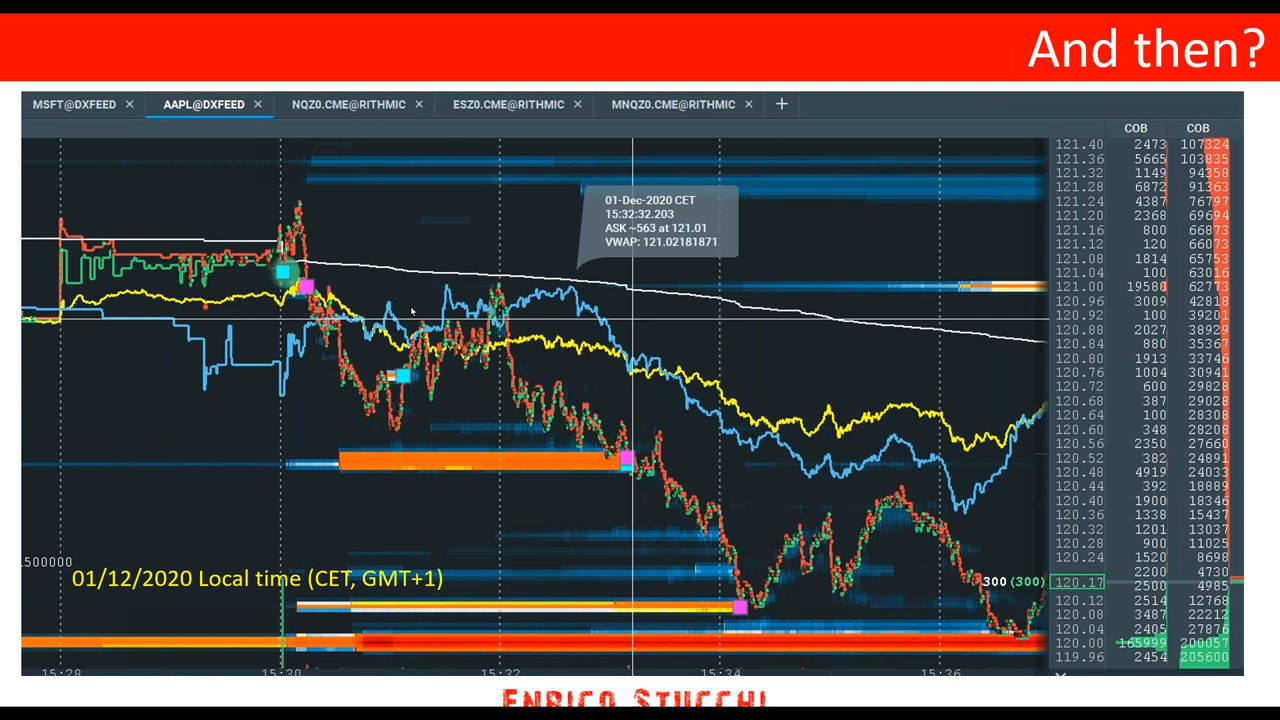 And then?
MSFT@DXFEED × AAPL@DXFEED × NQZ0.CME@RITHMIC × ESZ0.CME@RITHMIC × MNQZ0.CME@RITHMIC × +
COB COB
121.40 2473 107324
121.36 5665 103835
121.32 1149 94358
121.28 6872 91363
121.24 4387 76797
121.20 2368 69694
121.16 800 66873
121.12 120 66073
121.08 1814 65753
121.04 100 63016
121.00 19580 62773
120.96 3009 42818
120.92 100 39201
120.88 2027 38929
120.84 880 35367
120.80 1913 33746
120.76 1004 30941
120.72 600 29828
120.68 387 29028
120.64 100 28308
120.60 348 28208
120.56 2350 27660
120.52 382 24891
120.48 4919 24033
120.44 392 18889
120.40 1900 18346
120.36 1338 15437
120.32 1201 13037
120.28 900 11025
120.24 1520 8698
2200 4730
120.17 2500 4985
120.12 2514 12768
120.08 3487 22212
120.04 2405 27876
120.00 165999 200057
119.96 2454 205600
01-Dec-2020 CET
15:32:32.203
ASK ~563 at 121.01
VWAP: 121.02181871
.500000
300 (300)
01/12/2020 Local time (CET, GMT+1)
15:28 15:30 15:32 15:34 15:36
Enrico Stucchi